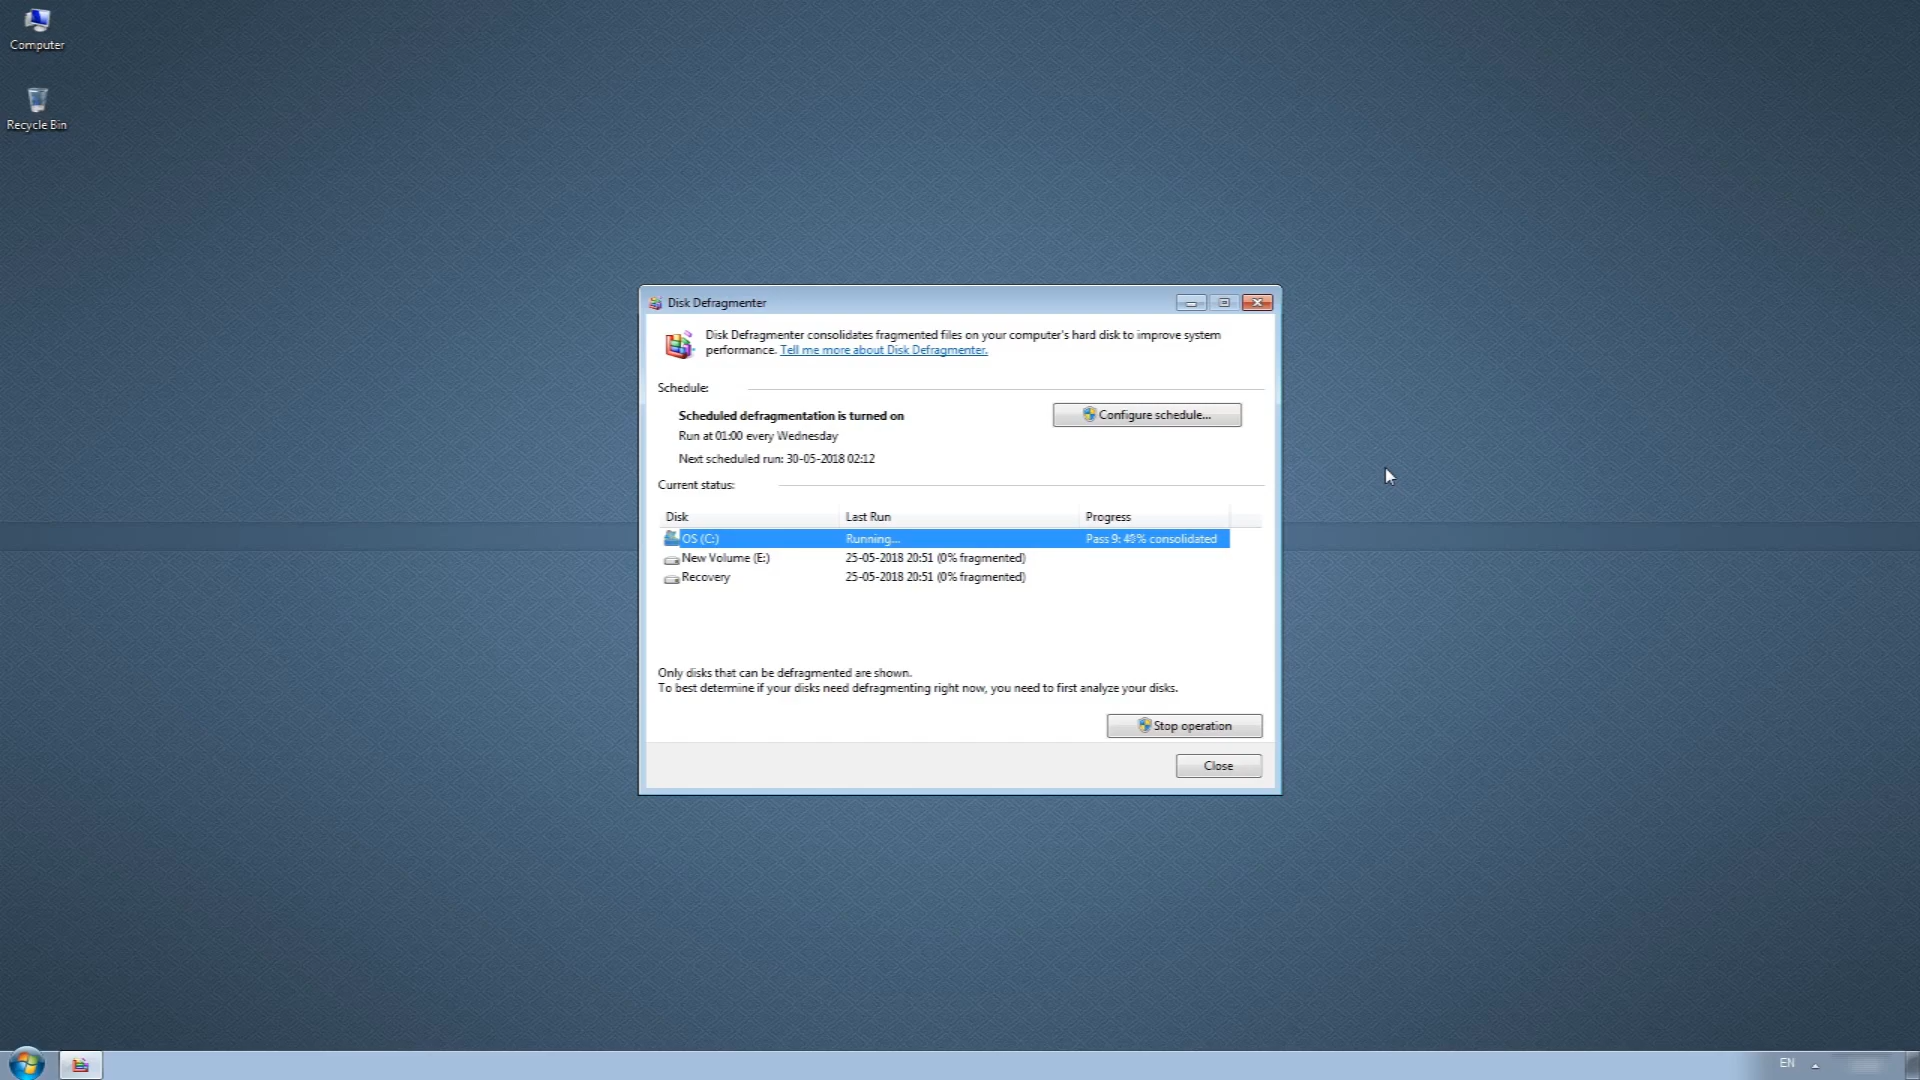 Computer
Recycle Bin
Disk Defragmenter
Disk Defragmenter consolidates fragmented files on your computer's hard disk to improve system
performance. Tell me more about Disk Defragmenter.
Schedule:
Scheduled defragmentation is turned on
Configure schedule...
Run at 01:00 every Wednesday
Next scheduled run: 30-05-2018 02:12
Current status:
Disk Last Run Progress
OS (C:) Running... Pass 9: consolidated
New Volume (E:) 25-05-2018 20:51 (0% fragmented)
Recovery 25-05-2018 20:51 (0% fragmented)
Only disks that can be defragmented are shown.
To best determine if your disks need defragmenting right now, you need to first analyze your disks.
Stop operation
Close
EN